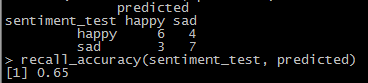 predicted
sentiment_test happy sad
happy 6 4
sad 3 7
> recall_accuracy(sentiment_test, predicted)
[1] 0.65